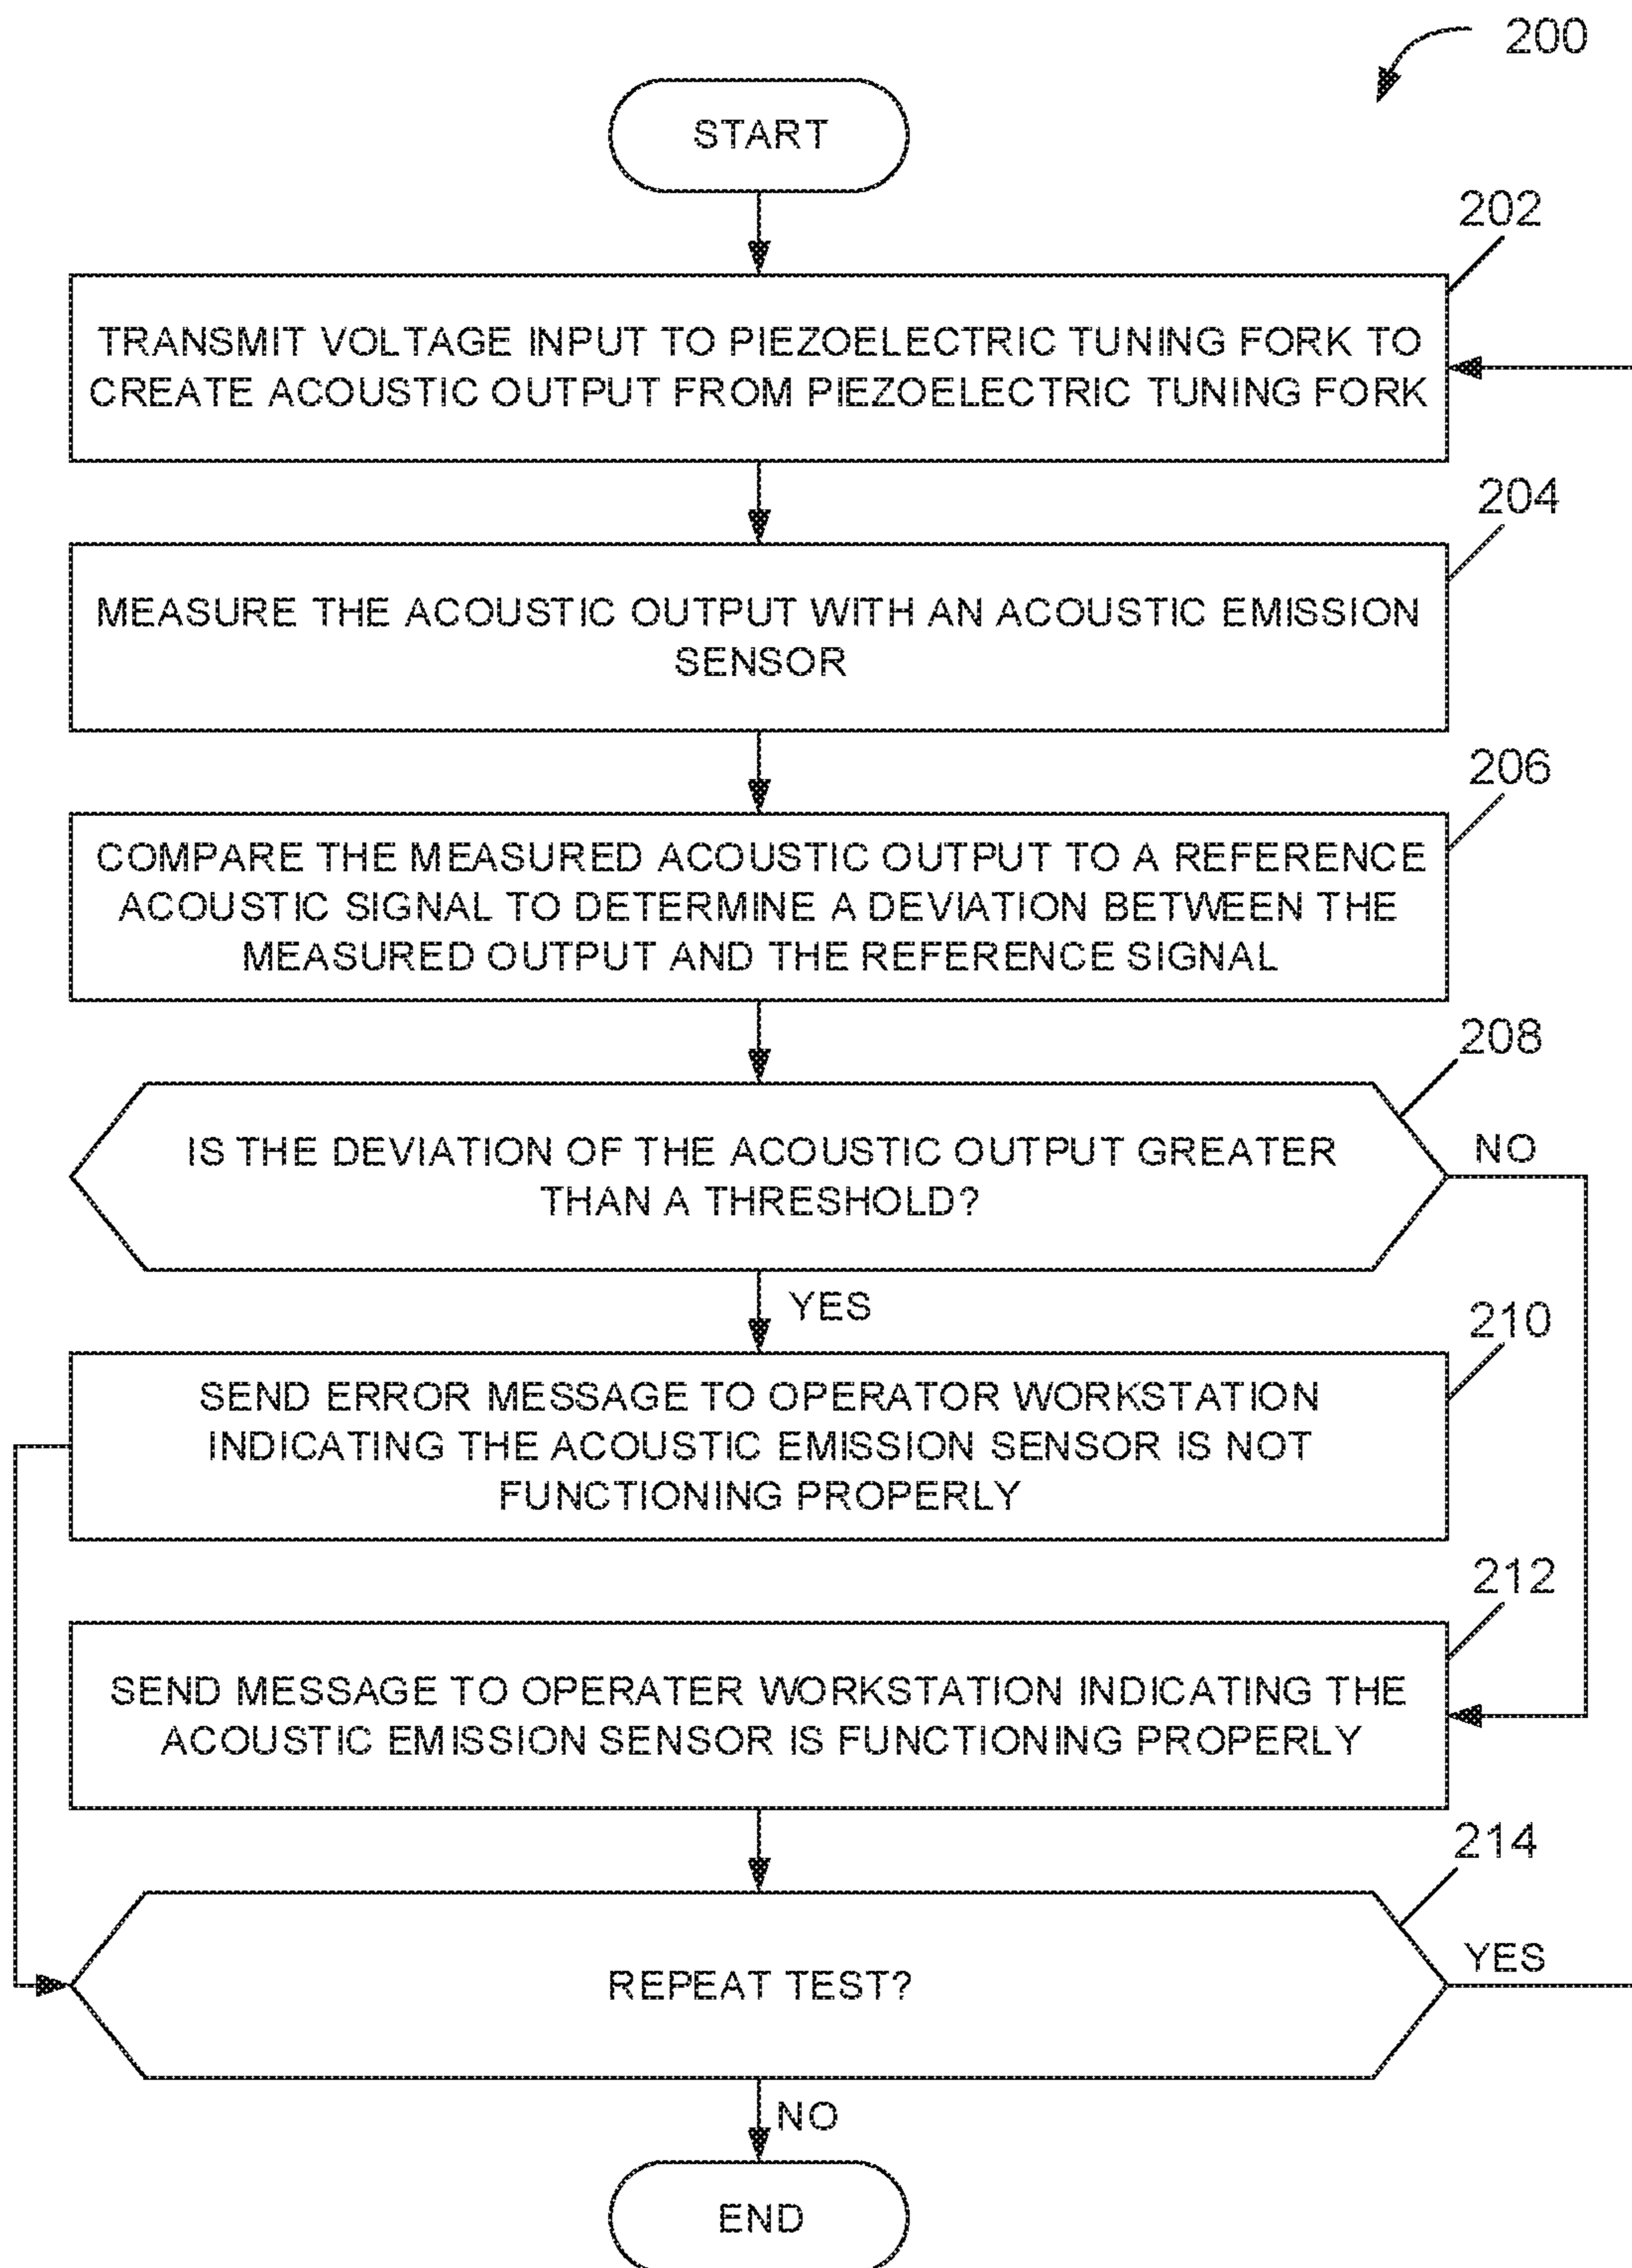 200
START
202
TRANSMIT VOLTAGE INPUT TO PIEZOELECTRIC TUNING FORK TO
CREATE ACOUSTIC OUTPUT FROM PIEZOELECTRIC TUNING FORK
204
MEASURE THE ACOUSTIC OUTPUT WITH AN ACOUSTIC EMISSION
SENSOR
206
COMPARE THE MEASURED ACOUSTIC OUTPUT TO A REFERENCE
ACOUSTIC SIGNAL TO DETERMINE A DEVIATION BETWEEN THE
MEASURED OUTPUT AND THE REFERENCE SIGNAL
208
IS THE DEVIATION OF THE ACOUSTIC OUTPUT GREATER
THAN A THRESHOLD?
NO
YES
210
SEND ERROR MESSAGE TO OPERATOR WORKSTATION
INDICATING THE ACOUSTIC EMISSION SENSOR IS NOT
FUNCTIONING PROPERLY
212
SEND MESSAGE TO OPERATER WORKSTATION INDICATING THE
ACOUSTIC EMISSION SENSOR IS FUNCTIONING PROPERLY
214
REPEAT TEST?
YES
NO
END